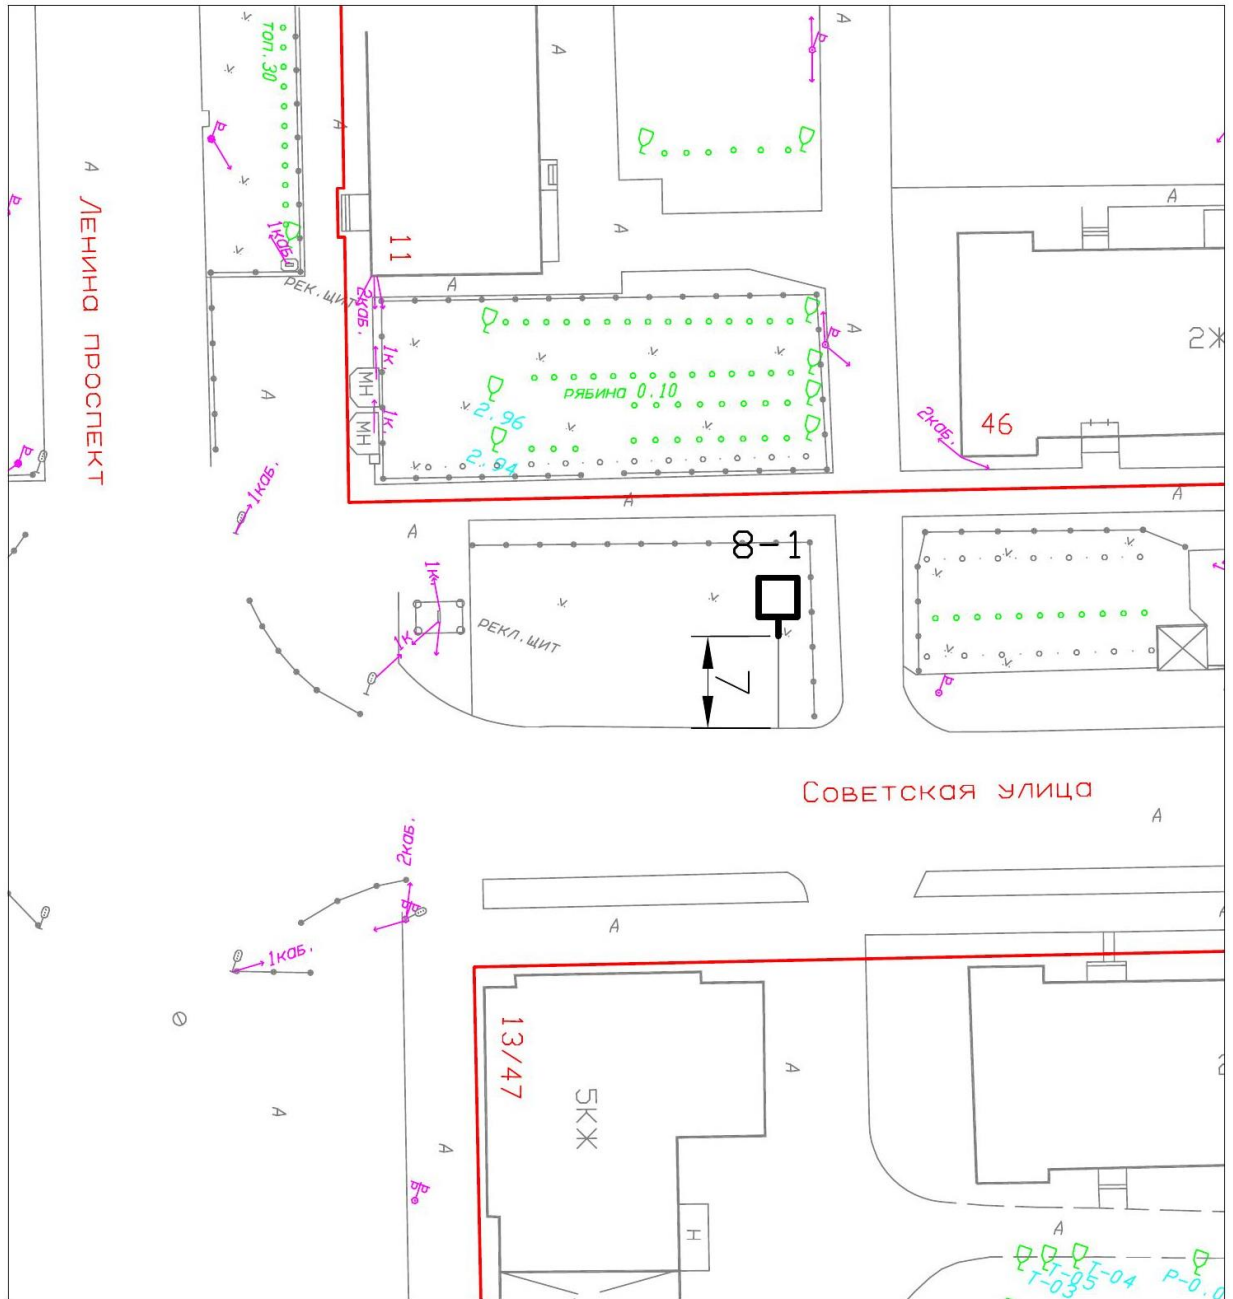 А
топ.30
А
А
А
1каб.
Ленина проспект
11
А
А
рек.щит
А
2каб.
А
1к.
МН
рябина 0.10
2Ж
А
2.96
1к.
МН
46
2каб.
2.94
1каб.
А
А
А
8-1
1к.
1к
рекл.щит
7
Советская улица
А
2каб.
А
1каб.
13/47
5КЖ
А
А
А
Н
А
Т-03
Т-05
Т-04
Р-0.0